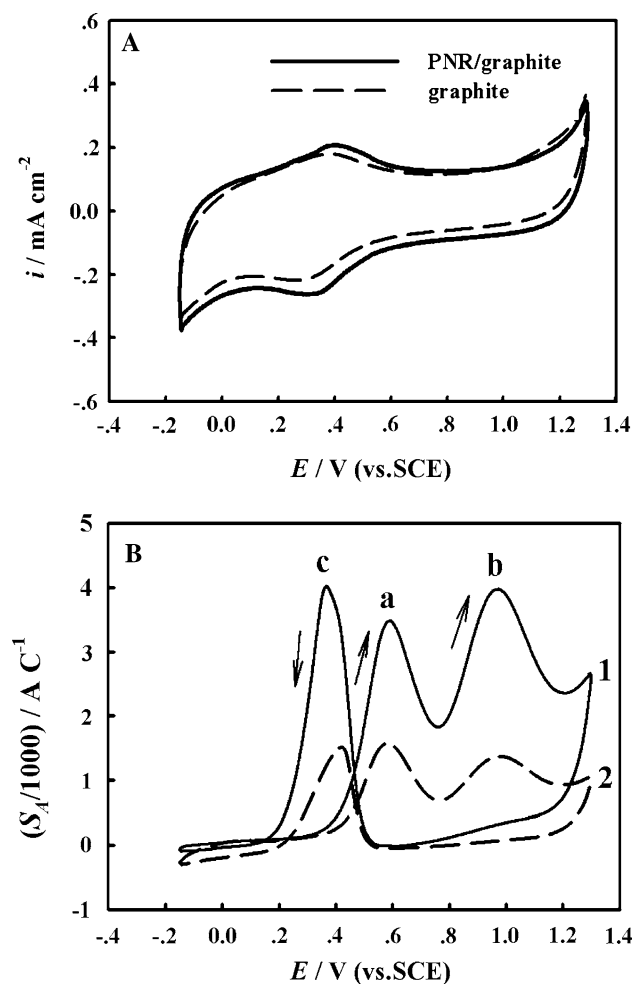 A
PNR/graphite
graphite
.6
.4
.2
0.0
-.2
-.4
-.6
i / mA cm⁻²
-.4 -.2 0.0 .2 .4 .6 .8 1.0 1.2 1.4
E / V (vs.SCE)
B
c
a
b
1
2
5
4
3
2
1
0
-1
(S_A/1000) / A C⁻¹
-.4 -.2 0.0 .2 .4 .6 .8 1.0 1.2 1.4
E / V (vs.SCE)